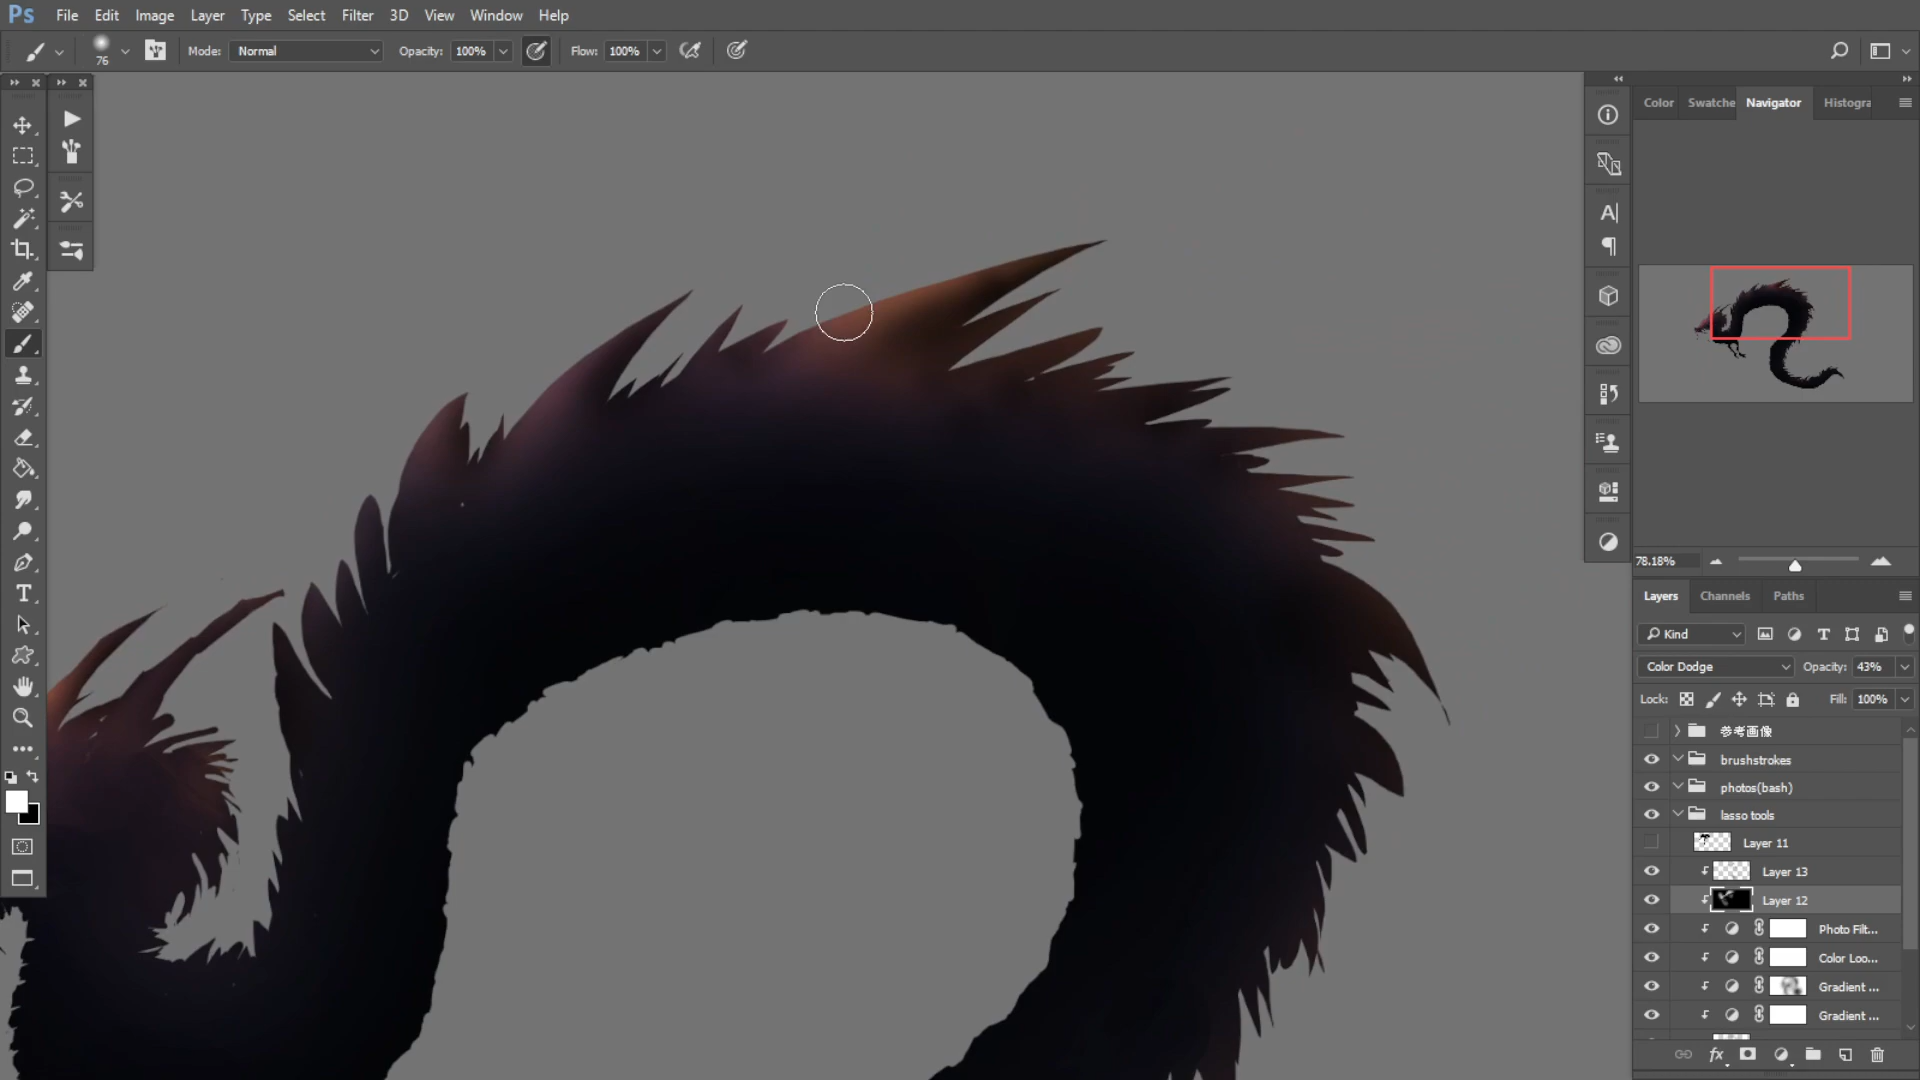 Ps File Edit Image Layer Type Select Filter 3D View Window Help
76 Mode: Normal Opacity: 100% Flow: 100%
Color Swatche Navigator Histogra
78.18%
Layers Channels Paths
Kind
Color Dodge Opacity: 43%
Lock: Fill: 100%
参考画像
brushstrokes
photos(bash)
lasso tools
Layer 11
Layer 13
Layer 12
Photo Filt...
Color Loo...
Gradient ...
Gradient ...
fx